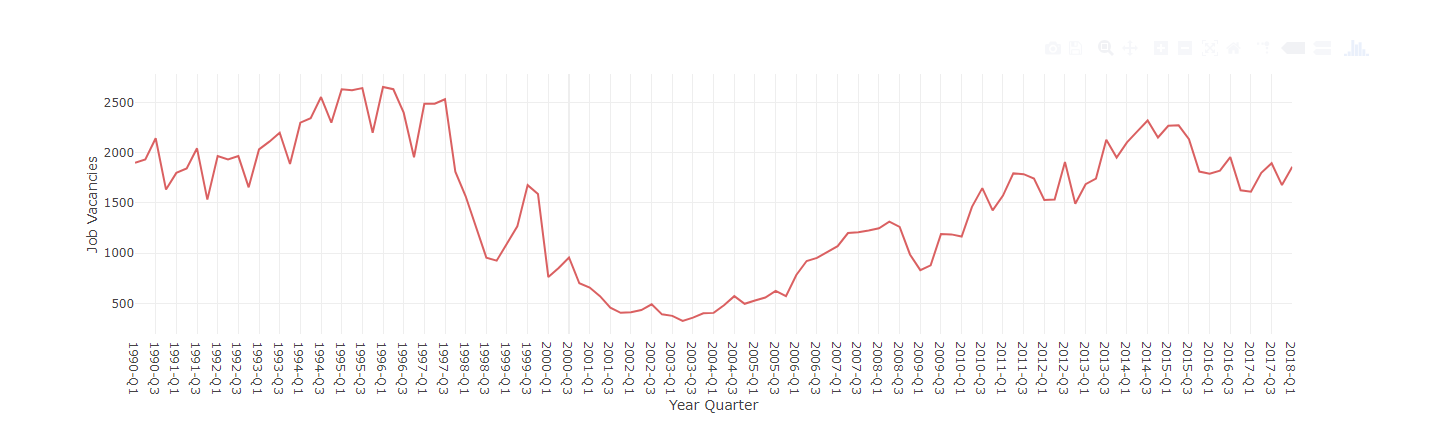 2500
2000
1500
1000
500
Job Vacancies
1990-Q1
1990-Q3
1991-Q1
1991-Q3
1992-Q1
1992-Q3
1993-Q1
1993-Q3
1994-Q1
1994-Q3
1995-Q1
1995-Q3
1996-Q1
1996-Q3
1997-Q1
1997-Q3
1998-Q1
1998-Q3
1999-Q1
1999-Q3
2000-Q1
2000-Q3
2001-Q1
2001-Q3
2002-Q1
2002-Q3
2003-Q1
2003-Q3
2004-Q1
2004-Q3
2005-Q1
2005-Q3
2006-Q1
2006-Q3
2007-Q1
2007-Q3
2008-Q1
2008-Q3
2009-Q1
2009-Q3
2010-Q1
2010-Q3
2011-Q1
2011-Q3
2012-Q1
2012-Q3
2013-Q1
2013-Q3
2014-Q1
2014-Q3
2015-Q1
2015-Q3
2016-Q1
2016-Q3
2017-Q1
2017-Q3
2018-Q1
Year Quarter